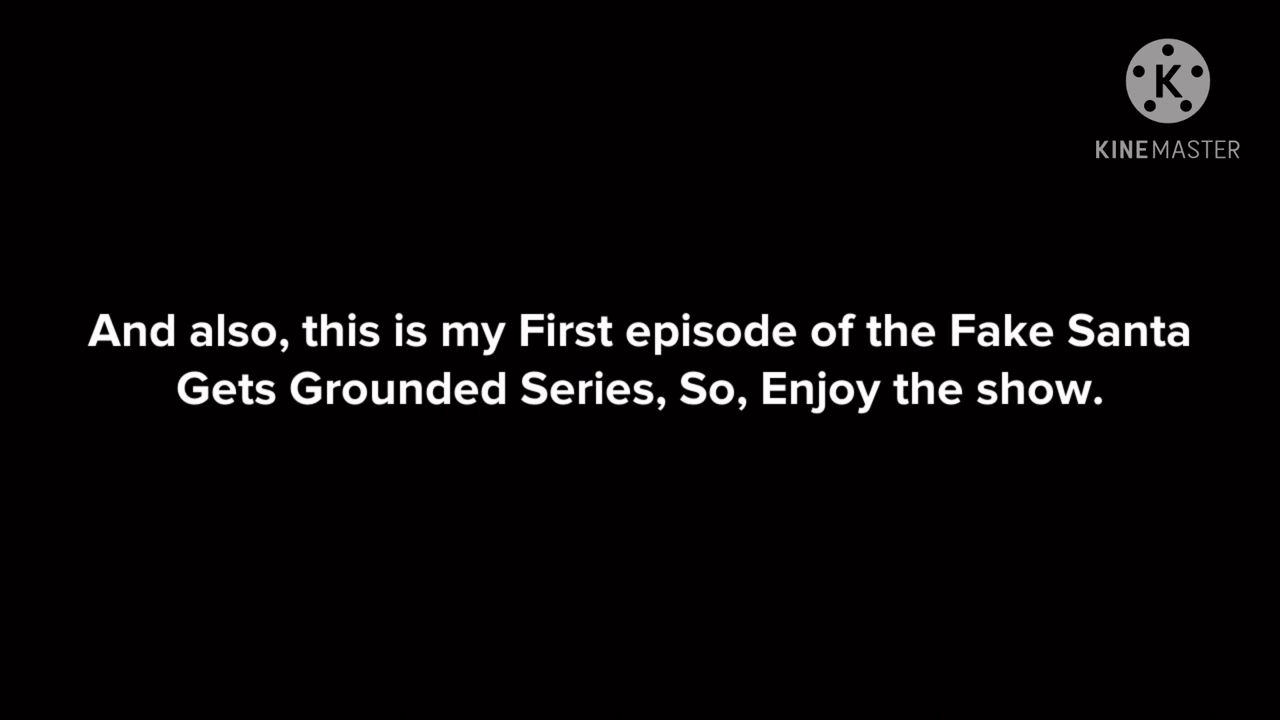 K
KINEMASTER
And also, this is my First episode of the Fake Santa
Gets Grounded Series, So, Enjoy the show.